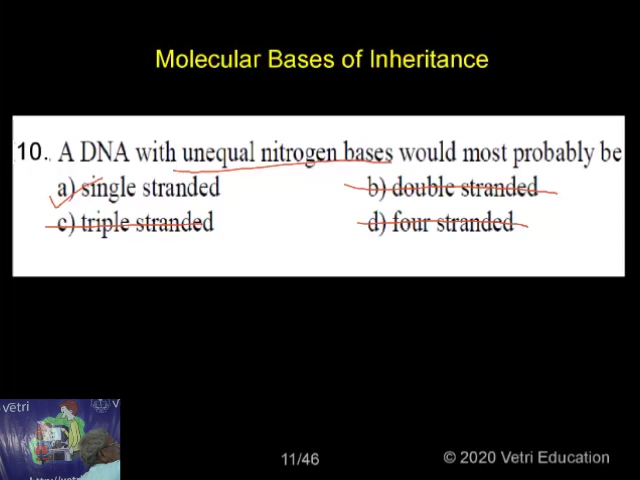 Molecular Bases of Inheritance
10. A DNA with unequal nitrogen bases would most probably be
a) single stranded b) double stranded
c) triple stranded d) four stranded
vetri V
11/46 © 2020 Vetri Education